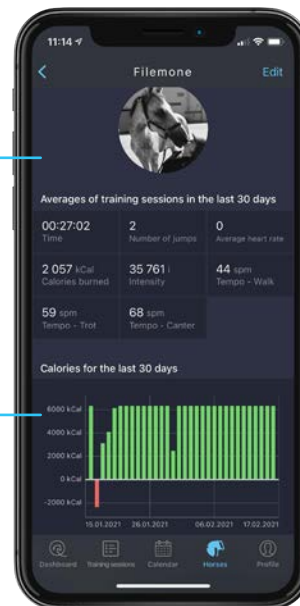 11:14
Filemone Edit
Averages of training sessions in the last 30 days
00:27:02 2 0
Time Number of jumps Average heart rate
2 057 kCal 35 761 i 44 spm
Calories burned Intensity Tempo - Walk
59 spm 68 spm
Tempo - Trot Tempo - Canter
Calories for the last 30 days
6000 kCal
4000 kCal
2000 kCal
0 kCal
-2000 kCal
15.01.2021 26.01.2021 06.02.2021 17.02.2021
Dashboard Training sessions Calendar Horses Profile